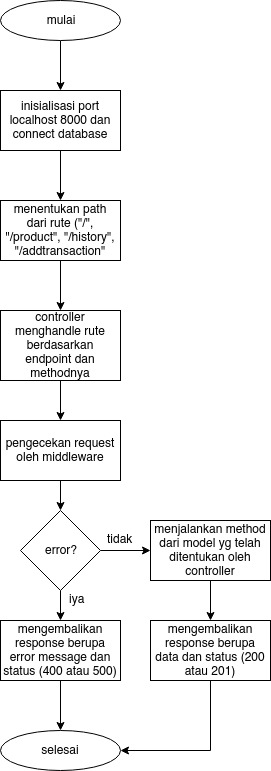 mulai
inisialisasi port
localhost 8000 dan
connect database
menentukan path
dari rute ("/",
"/product", "/history",
"/addtransaction"
controller
menghandle rute
berdasarkan
endpoint dan
methodnya
pengecekan request
oleh middleware
error?
tidak
iya
menjalankan method
dari model yg telah
ditentukan oleh
controller
mengembalikan
response berupa
error message dan
status (400 atau 500)
mengembalikan
response berupa
data dan status (200
atau 201)
selesai